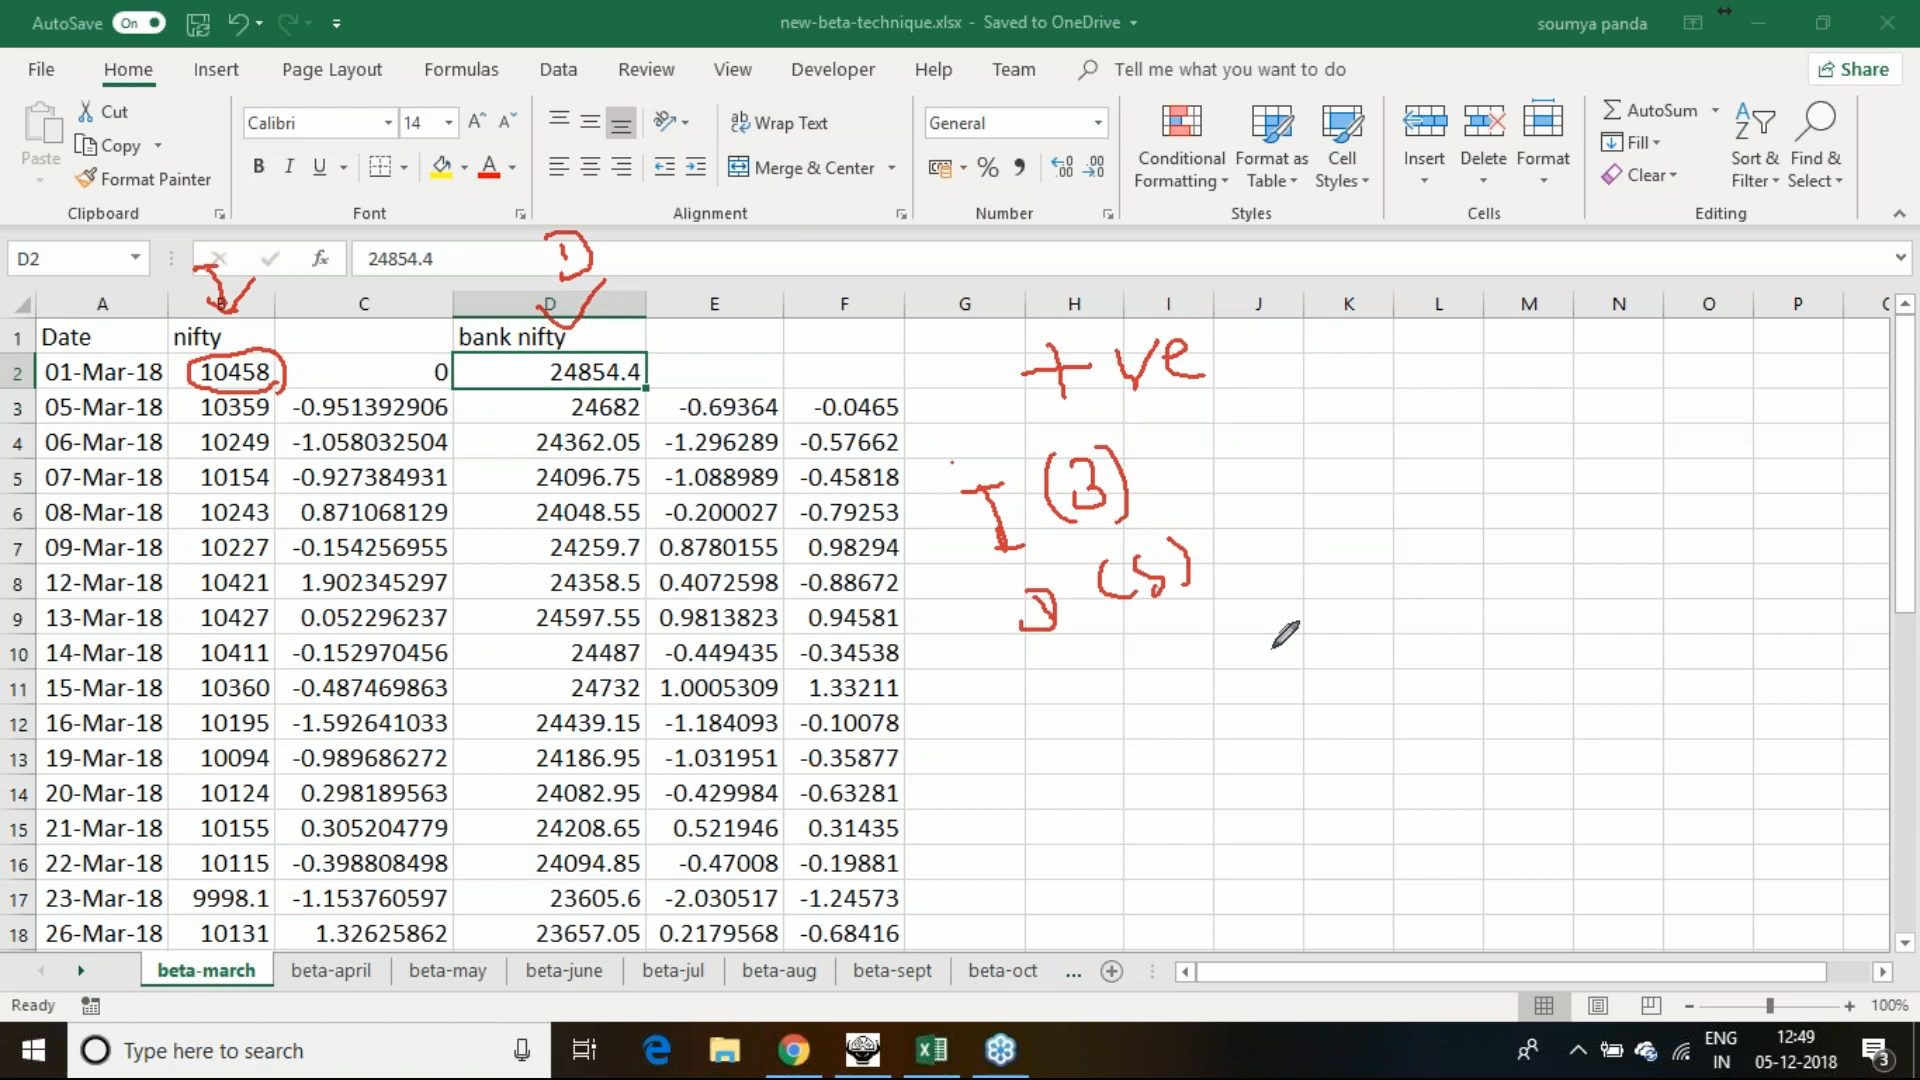 AutoSave On new-beta-technique.xlsx - Saved to OneDrive soumya panda
File Home Insert Page Layout Formulas Data Review View Developer Help Team Tell me what you want to do Share
Paste Cut Copy Format Painter Clipboard
Calibri 14 B I U A Font
Wrap Text Merge & Center Alignment
General % Number
Conditional Formatting Format as Table Cell Styles Styles
Insert Delete Format Cells
AutoSum Fill Clear Sort & Filter Find & Select Editing
D2 fx 24854.4
I D
A B C D E F G H I J K L M N O P
1 Date nifty bank nifty
2 01-Mar-18 10458 0 24854.4
3 05-Mar-18 10359 -0.951392906 24682 -0.69364 -0.0465
4 06-Mar-18 10249 -1.058032504 24362.05 -1.296289 -0.57662
5 07-Mar-18 10154 -0.927384931 24096.75 -1.088989 -0.45818
6 08-Mar-18 10243 0.871068129 24048.55 -0.200027 -0.79253
7 09-Mar-18 10227 -0.154256955 24259.7 0.8780155 0.98294
8 12-Mar-18 10421 1.902345297 24358.5 0.4072598 -0.88672
9 13-Mar-18 10427 0.052296237 24597.55 0.9813823 0.94581
10 14-Mar-18 10411 -0.152970456 24487 -0.449435 -0.34538
11 15-Mar-18 10360 -0.487469863 24732 1.0005309 1.33211
12 16-Mar-18 10195 -1.592641033 24439.15 -1.184093 -0.10078
13 19-Mar-18 10094 -0.989686272 24186.95 -1.031951 -0.35877
14 20-Mar-18 10124 0.298189563 24082.95 -0.429984 -0.63281
15 21-Mar-18 10155 0.305204779 24208.65 0.521946 0.31435
16 22-Mar-18 10115 -0.398808498 24094.85 -0.47008 -0.19881
17 23-Mar-18 9998.1 -1.153760597 23605.6 -2.030517 -1.24573
18 26-Mar-18 10131 1.32625862 23657.05 0.2179568 -0.68416
+ve
I (3)
D (5)
beta-march beta-april beta-may beta-june beta-jul beta-aug beta-sept beta-oct ...
Ready 100%
Type here to search ENG IN 12:49 05-12-2018 3